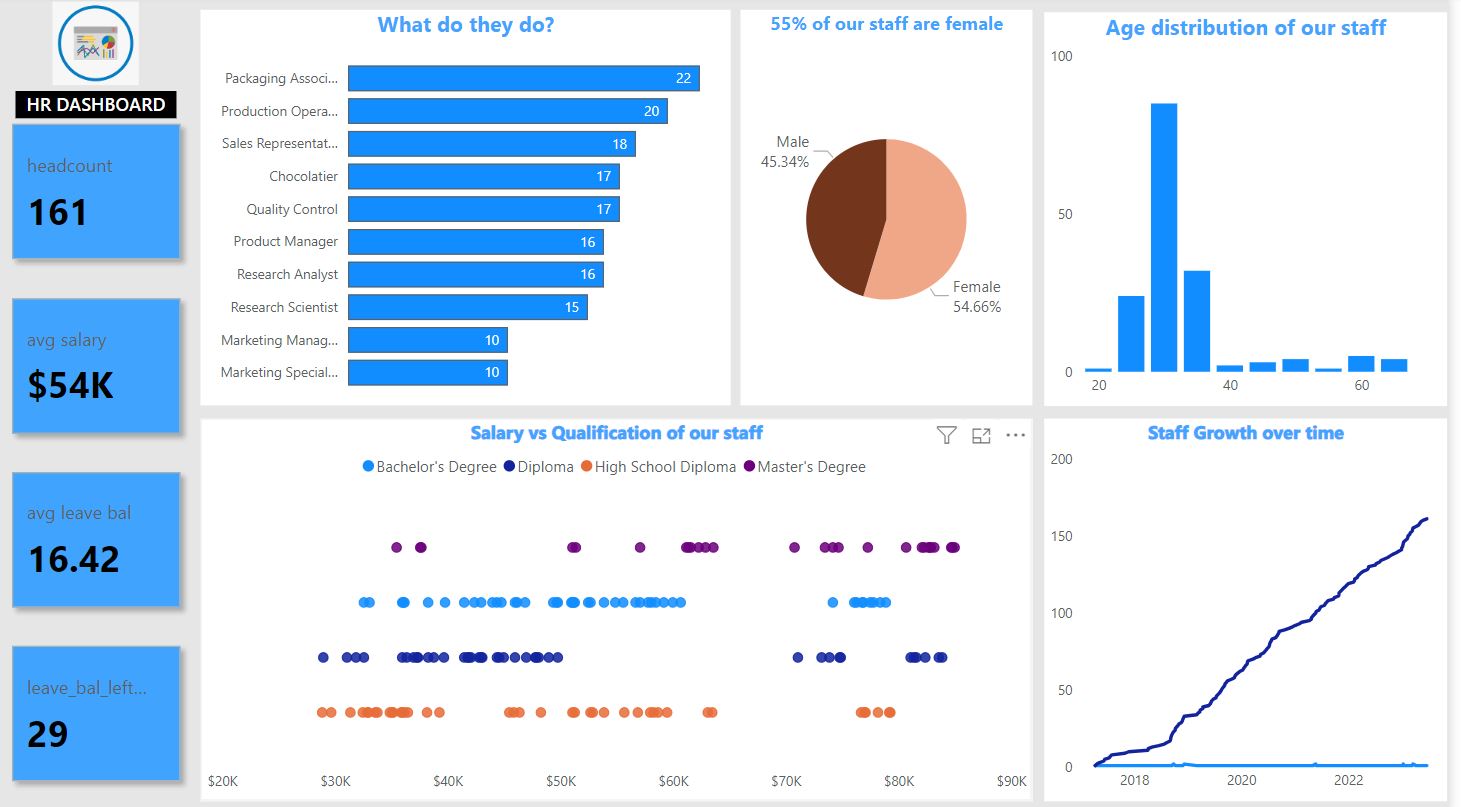 HR DASHBOARD
headcount
161
avg salary
$54K
avg leave bal
16.42
leave_bal_left...
29
What do they do?
Packaging Associ... 22
Production Opera... 20
Sales Representat... 18
Chocolatier 17
Quality Control 17
Product Manager 16
Research Analyst 16
Research Scientist 15
Marketing Manag... 10
Marketing Special... 10
55% of our staff are female
Male
45.34%
Female
54.66%
Age distribution of our staff
100
50
0
20 40 60
Salary vs Qualification of our staff
Bachelor's Degree Diploma High School Diploma Master's Degree
$20K $30K $40K $50K $60K $70K $80K $90K
Staff Growth over time
200
150
100
50
0
2018 2020 2022